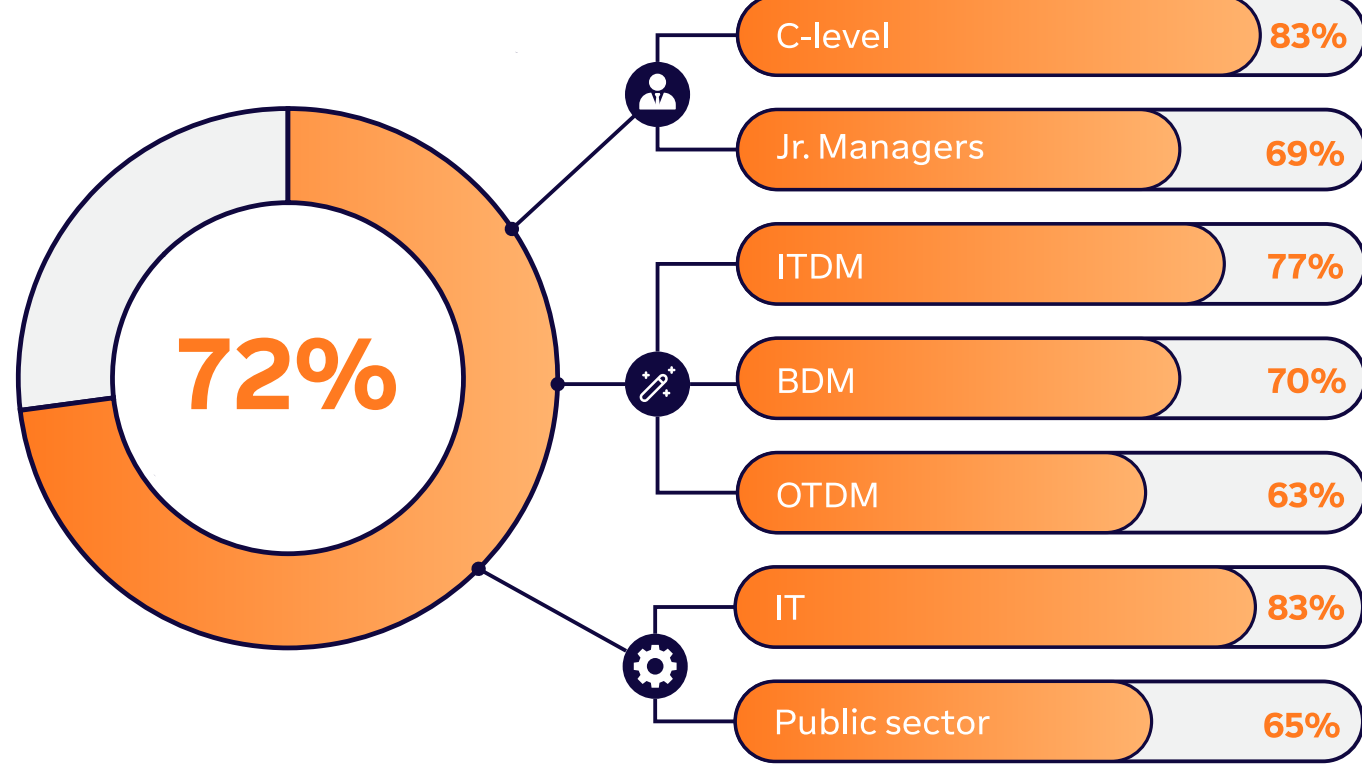 72%
C-level 83%
Jr. Managers 69%
ITDM 77%
BDM 70%
OTDM 63%
IT 83%
Public sector 65%